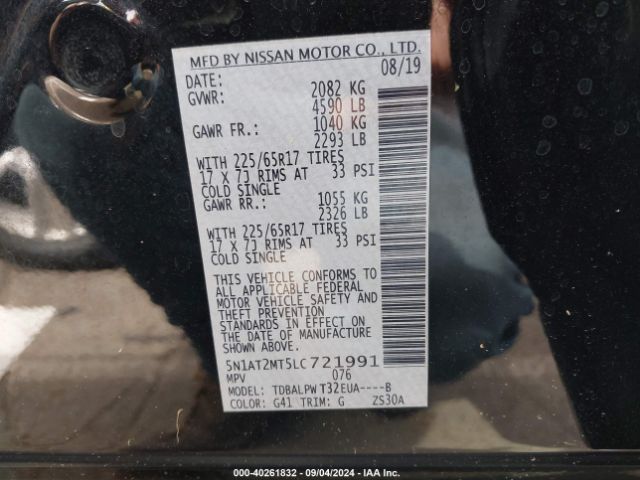 MFD BY NISSAN MOTOR CO., LTD.
DATE: 08/19
GVWR: 2082 KG
4590 LB
GAWR FR.: 1040 KG
2293 LB
WITH 225/65R17 TIRES
17 X 7J RIMS AT 33 PSI
COLD SINGLE
GAWR RR.: 1055 KG
2326 LB
WITH 225/65R17 TIRES
17 X 7J RIMS AT 33 PSI
COLD SINGLE
THIS VEHICLE CONFORMS TO
ALL APPLICABLE FEDERAL
MOTOR VEHICLE SAFETY AND
THEFT PREVENTION
STANDARDS IN EFFECT ON
THE DATE OF MANUFACTURE
SHOWN ABOVE.
5N1AT2MT5LC721991
MPV 076
MODEL: TDBALPW T32EUA----B
COLOR: G41 TRIM: G ZS30A
000-40261832 - 09/04/2024 - IAA Inc.